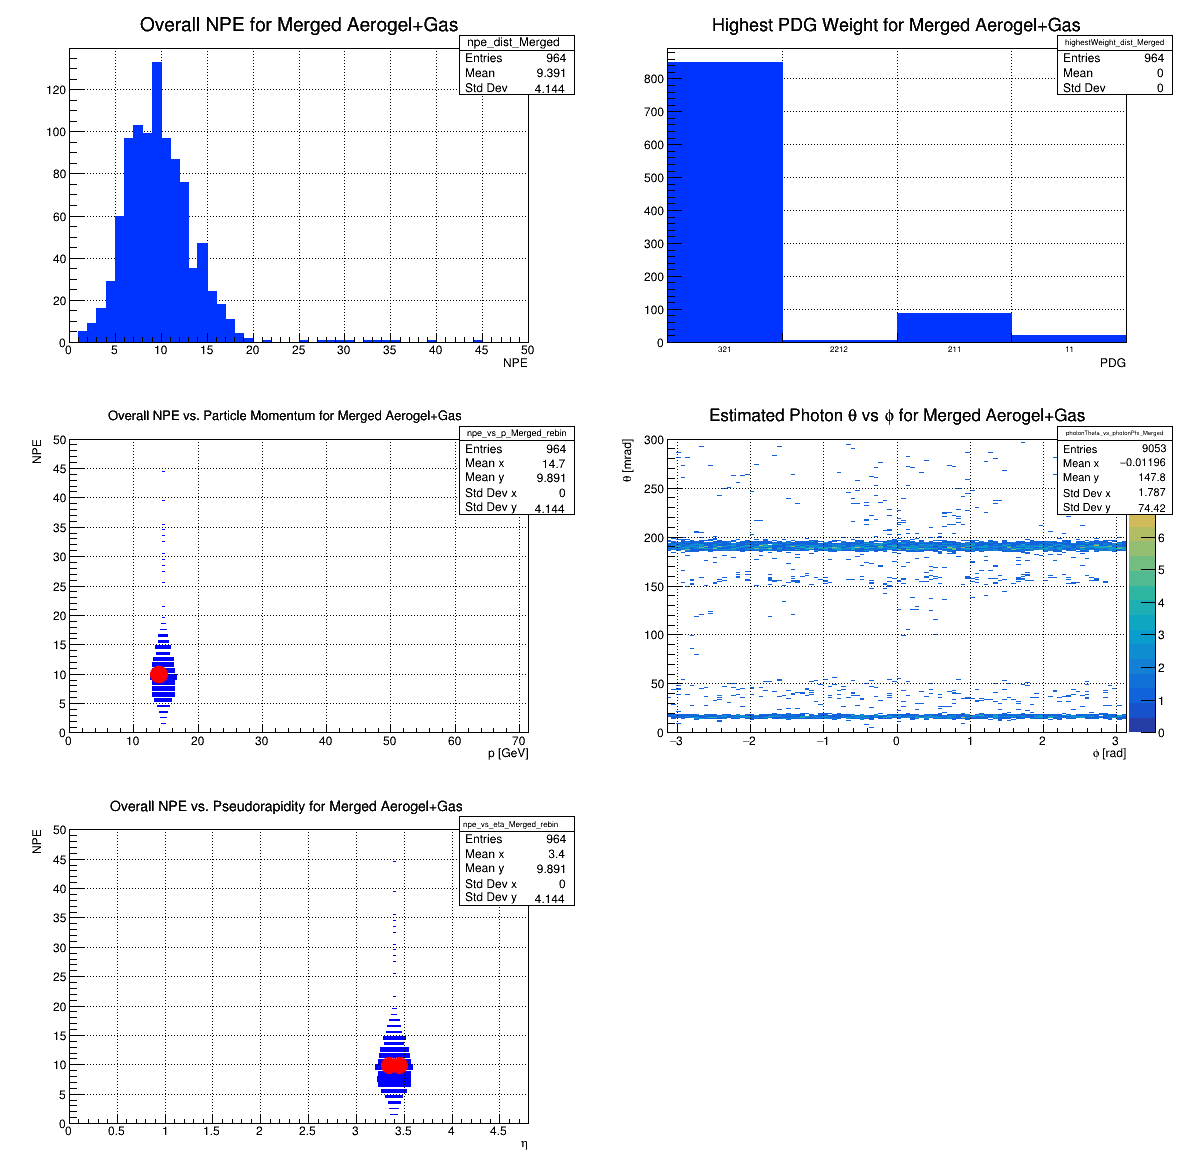 Overall NPE for Merged Aerogel+Gas
npe_dist_Merged
Entries 964
Mean 9.391
Std Dev 4.144
120
100
80
60
40
20
0
0 5 10 15 20 25 30 35 40 45 50
NPE
Highest PDG Weight for Merged Aerogel+Gas
highestWeight_dist_Merged
Entries 964
Mean 0
Std Dev 0
800
700
600
500
400
300
200
100
0
321 2212 211 11
PDG
Overall NPE vs. Particle Momentum for Merged Aerogel+Gas
npe_vs_p_Merged_rebin
Entries 964
Mean x 14.7
Mean y 9.891
Std Dev x 0
Std Dev y 4.144
NPE
50
45
40
35
30
25
20
15
10
5
0
0 10 20 30 40 50 60 70
p [GeV]
Estimated Photon θ vs ϕ for Merged Aerogel+Gas
photonTheta_vs_photonPhi_Merged
Entries 9053
Mean x −0.01196
Mean y 147.8
Std Dev x 1.787
Std Dev y 74.42
θ [mrad]
300
250
200
150
100
50
0
−3 −2 −1 0 1 2 3
ϕ [rad]
6
5
4
3
2
1
0
Overall NPE vs. Pseudorapidity for Merged Aerogel+Gas
npe_vs_eta_Merged_rebin
Entries 964
Mean x 3.4
Mean y 9.891
Std Dev x 0
Std Dev y 4.144
NPE
50
45
40
35
30
25
20
15
10
5
0
0 0.5 1 1.5 2 2.5 3 3.5 4 4.5
η